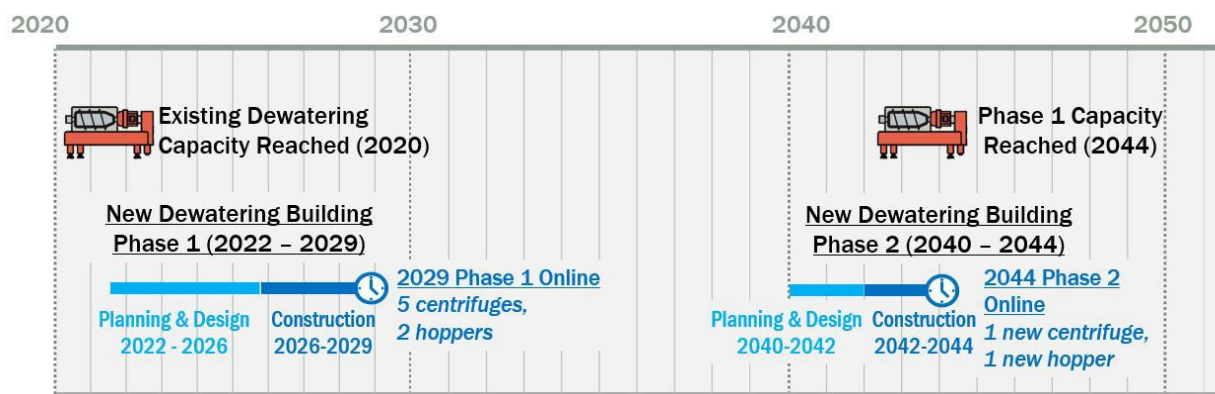 2020 2030 2040 2050
Existing Dewatering
Capacity Reached (2020)
Phase 1 Capacity
Reached (2044)
New Dewatering Building
Phase 1 (2022 – 2029)
2029 Phase 1 Online
5 centrifuges,
2 hoppers
Planning & Design
2022 - 2026
Construction
2026-2029
New Dewatering Building
Phase 2 (2040 – 2044)
2044 Phase 2
Online
1 new centrifuge,
1 new hopper
Planning & Design
2040-2042
Construction
2042-2044